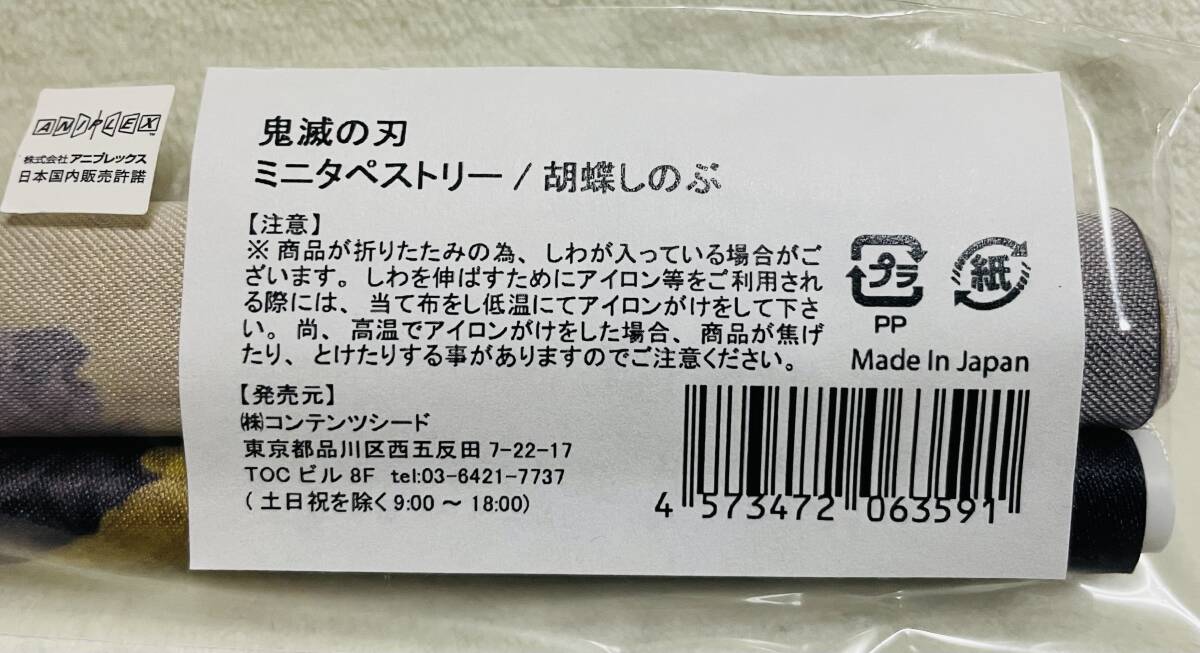 ANIPLEX
株式会社 アニプレックス
日本国内販売許諾
鬼滅の刃
ミニタペストリー / 胡蝶しのぶ
【注意】
※ 商品が折りたたみの為、しわが入っている場合がご
ざいます。しわを伸ばすためにアイロン等をご利用され
る際には、当て布をし低温にてアイロンがけをして下さ
い。尚、高温でアイロンがけをした場合、商品が焦げ
たり、とけたりする事がありますのでご注意ください。
【発売元】
㈱コンテンツシード
東京都品川区西五反田 7-22-17
TOC ビル 8F tel:03-6421-7737
( 土日祝を除く 9:00 ～ 18:00)
プラ
PP
紙
Made In Japan
4 573472 063591